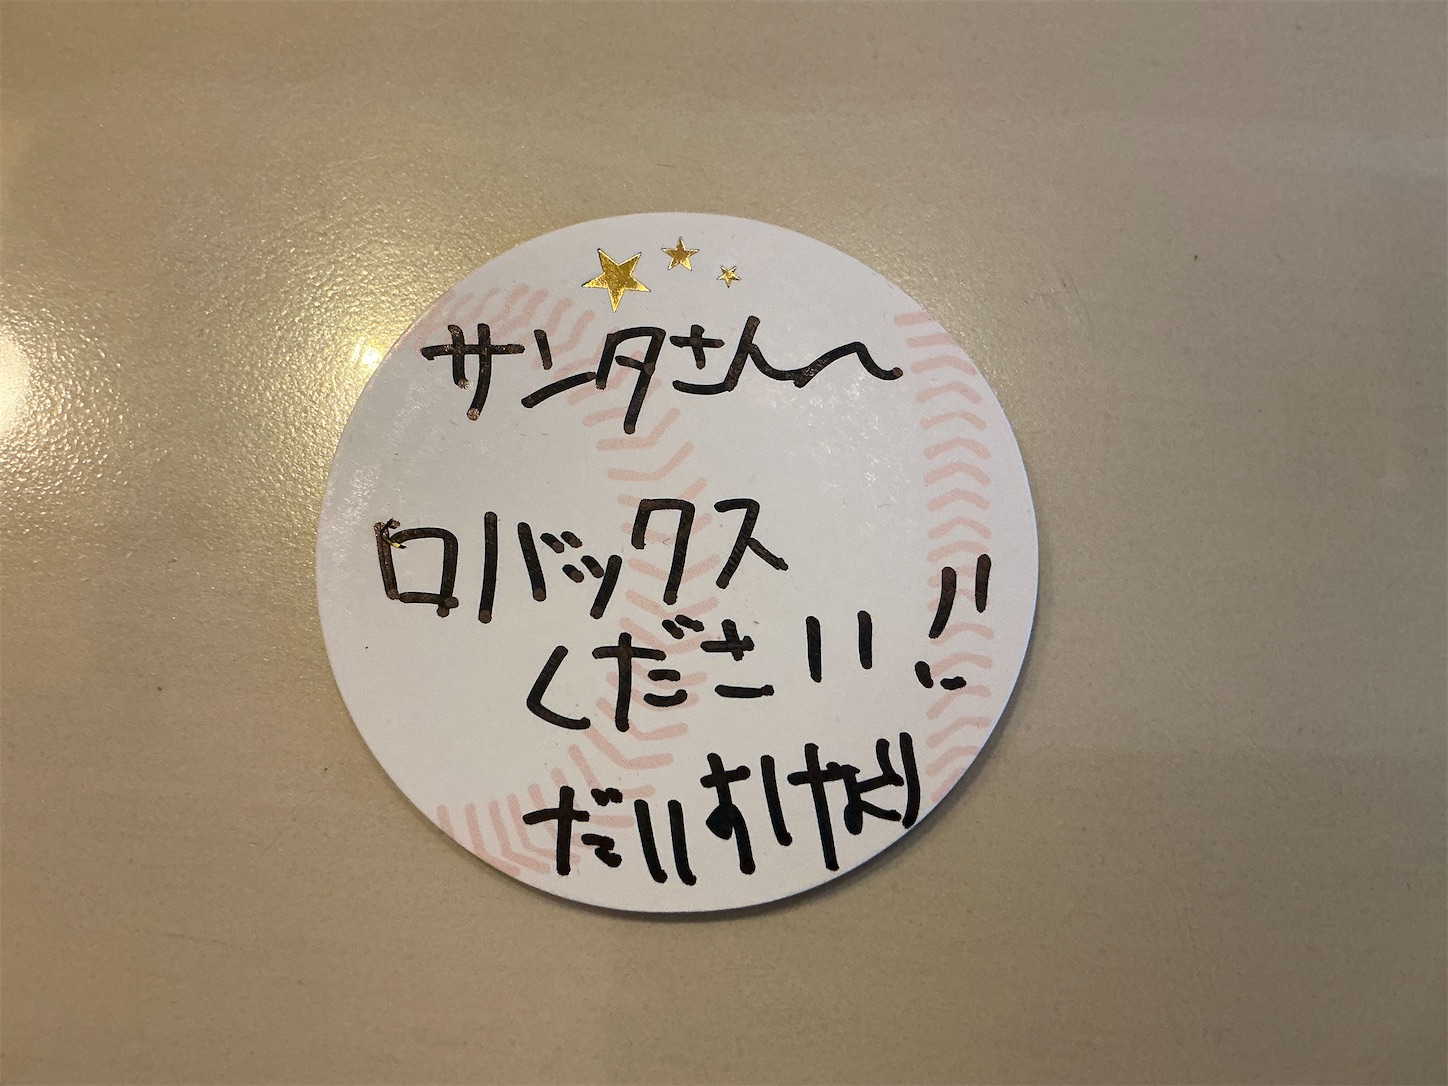 サンタさんへ
ロバックス
ください!!
だいすけより